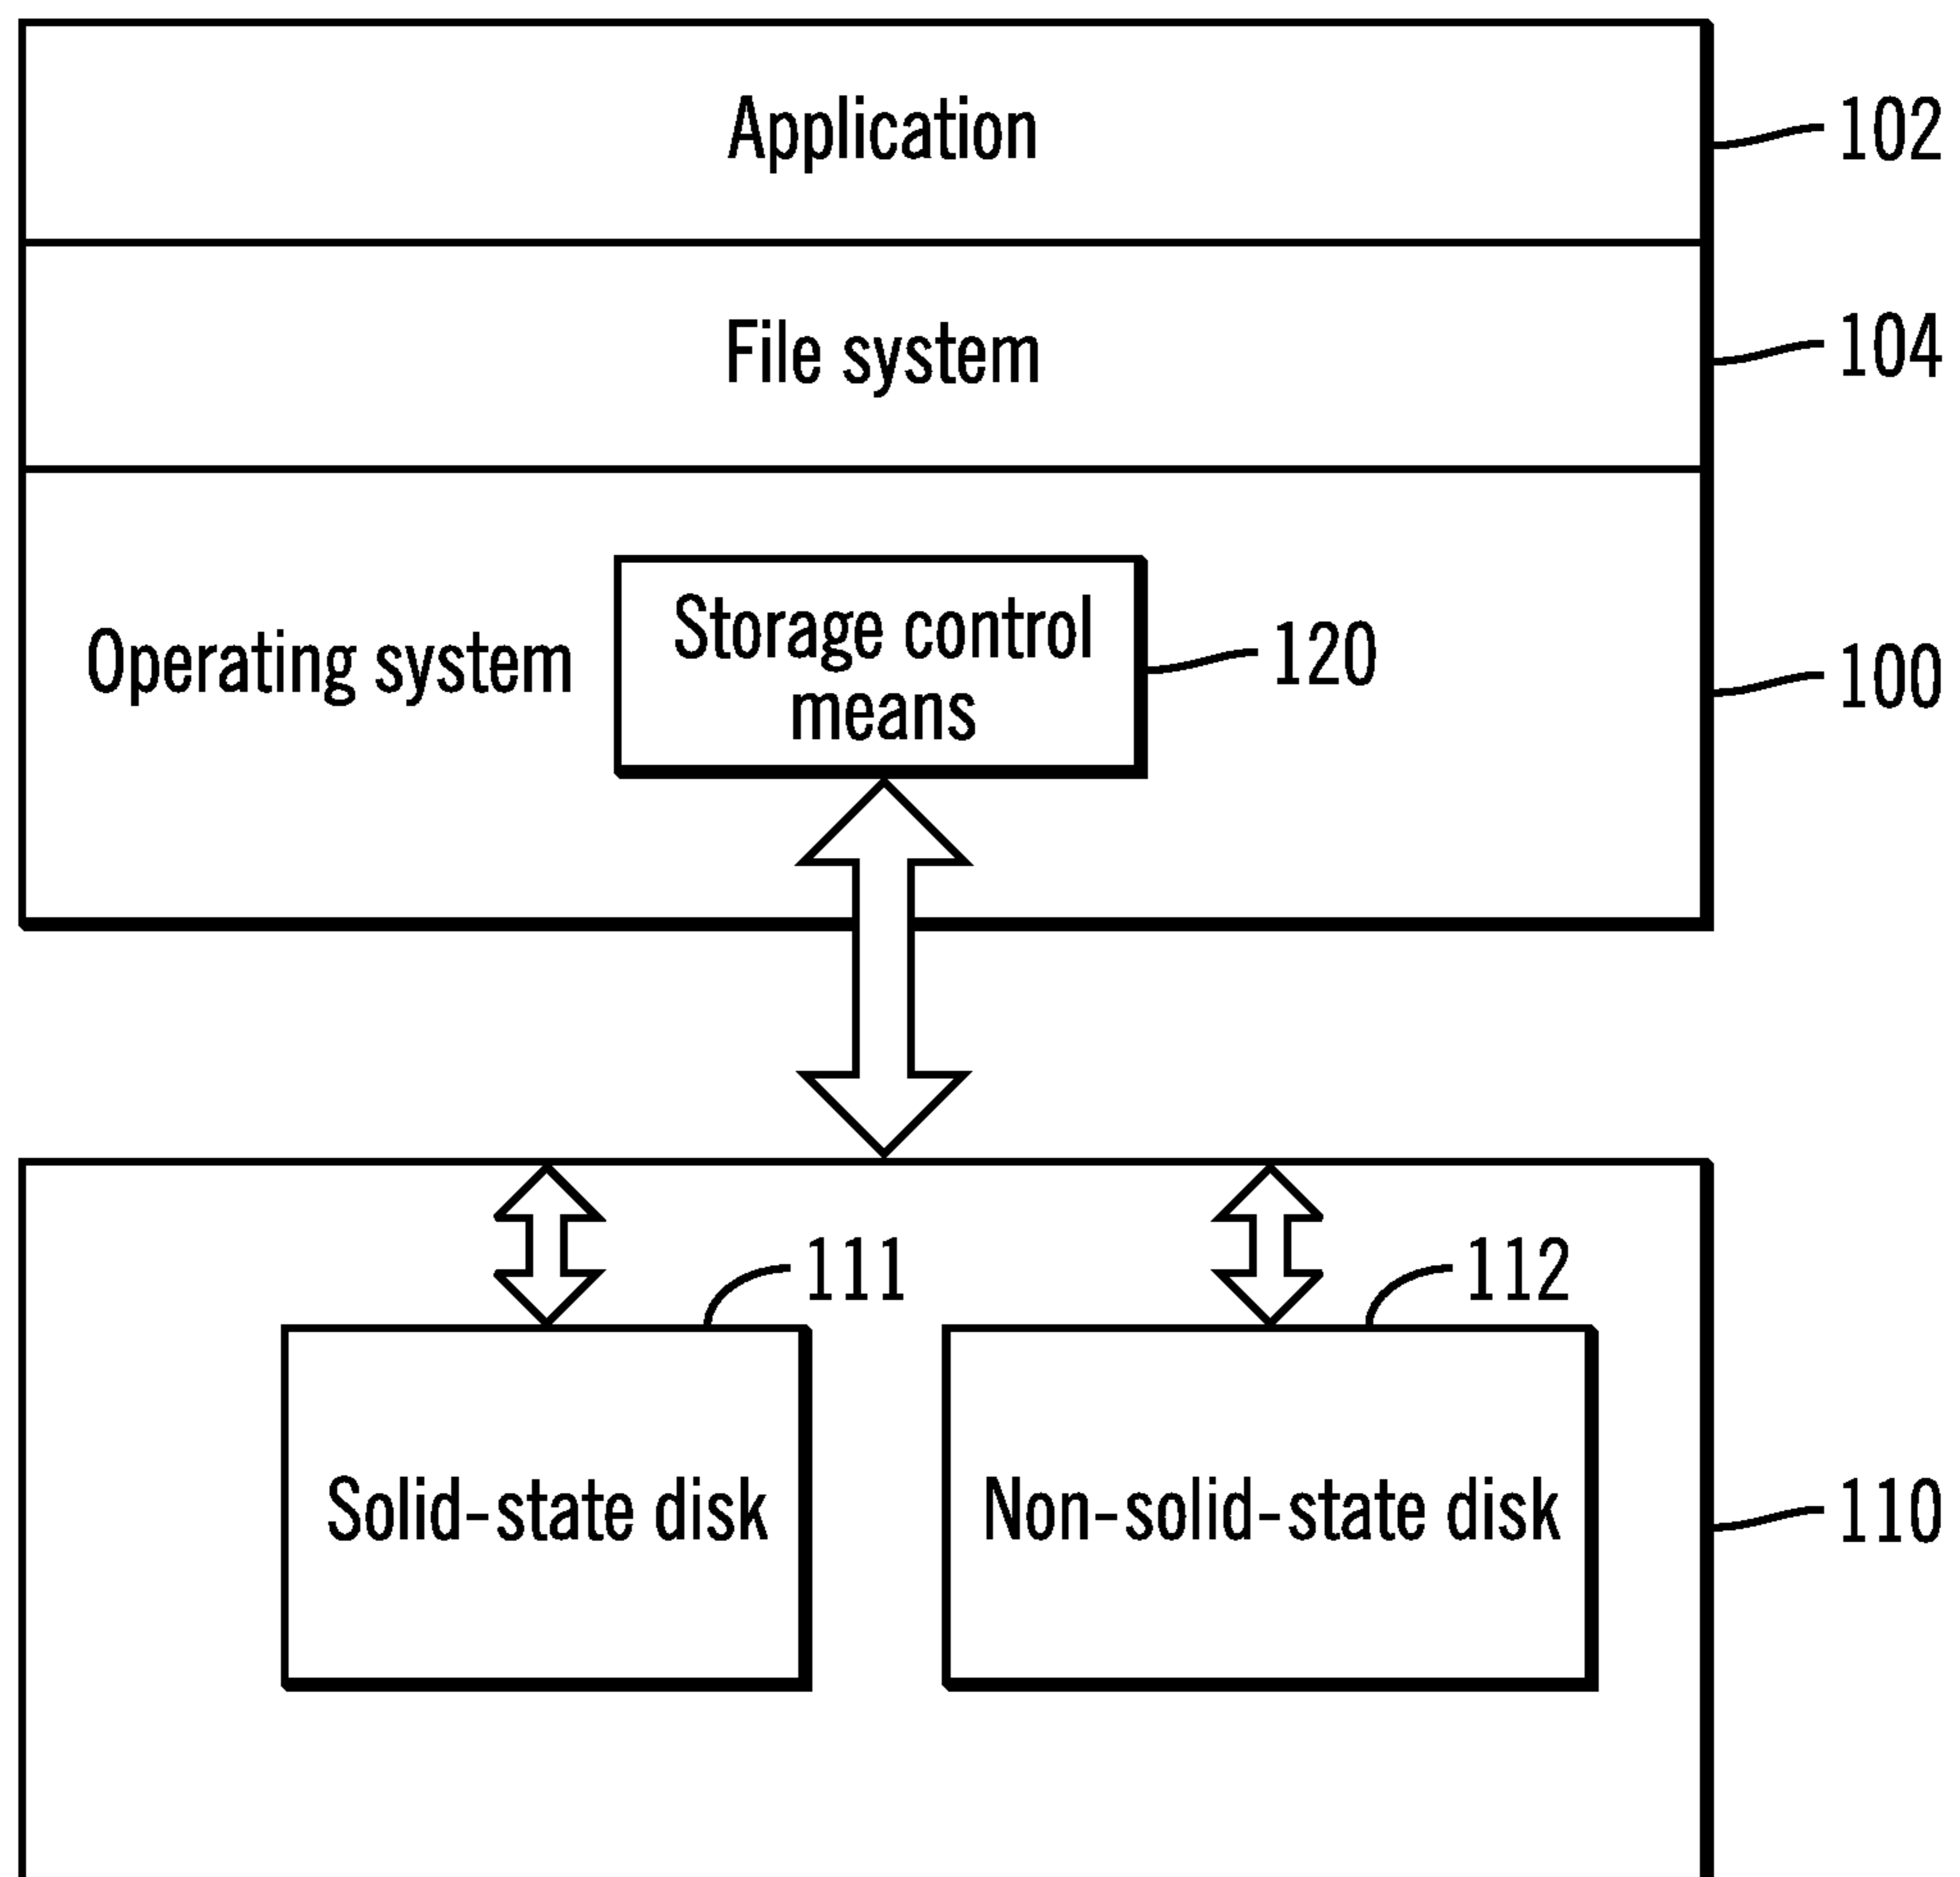 Application
102
File system
104
Storage control
means
Operating system
120
100
111
112
Solid-state disk
Non-solid-state disk
110